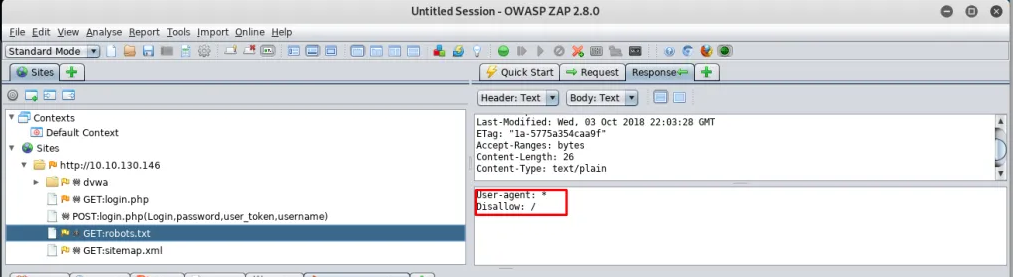 Untitled Session - OWASP ZAP 2.8.0
File Edit View Analyse Report Tools Import Online Help
Standard Mode
Sites
Quick Start
Request
Response
Header: Text
Body: Text
Contexts
Default Context
Sites
http://10.10.130.146
dvwa
GET:login.php
POST:login.php(Login,password,user_token,username)
GET:robots.txt
GET:sitemap.xml
Last-Modified: Wed, 03 Oct 2018 22:03:28 GMT
ETag: "1a-5775a354caa9f"
Accept-Ranges: bytes
Content-Length: 26
Content-Type: text/plain
User-agent: *
Disallow: /